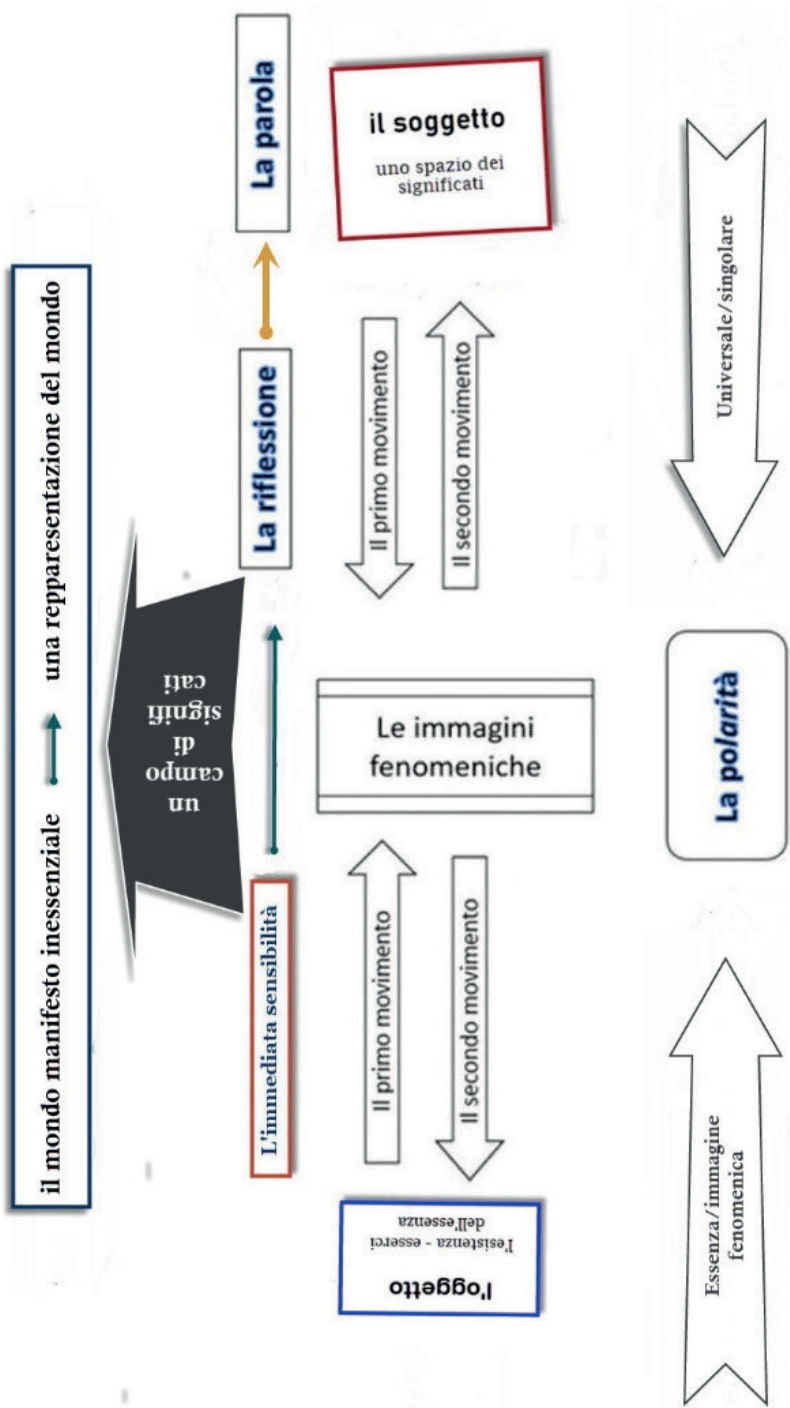 il mondo manifesto inessenziale una repparesentazione del mondo
un
campo
di
signifi
cati
L'immediata sensibilità
La riflessione
La parola
l'oggetto
l'esistenza - esserci
dell'essenza
Il primo movimento
Il secondo movimento
Le immagini
fenomeniche
Il primo movimento
Il secondo movimento
il soggetto
uno spazio dei
significati
Essenza/immagine
fenomenica
La polarità
Universale/singolare